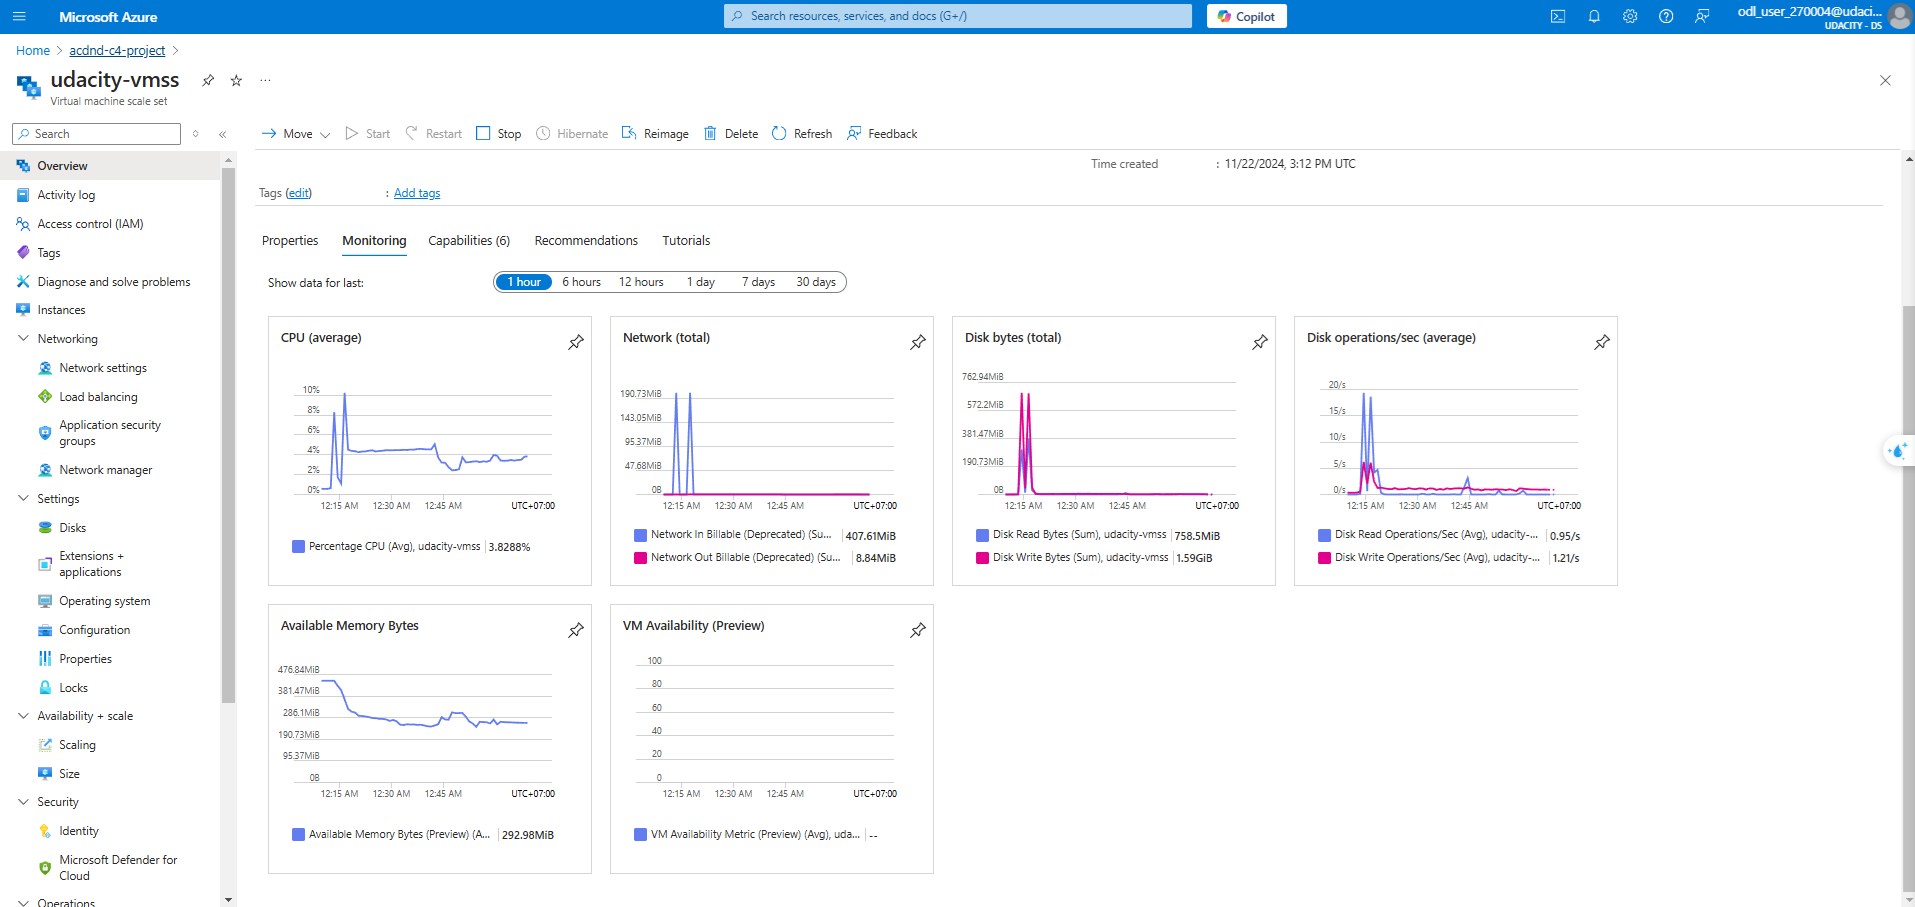 Microsoft Azure
Search resources, services, and docs (G+/)
Copilot
odl_user_270004@udaci...
UDACITY - DS
Home
acdnd-c4-project
udacity-vmss
Virtual machine scale set
Search
Move
Start
Restart
Stop
Hibernate
Reimage
Delete
Refresh
Feedback
Overview
Activity log
Access control (IAM)
Tags
Diagnose and solve problems
Instances
Networking
Network settings
Load balancing
Application security
groups
Network manager
Settings
Disks
Extensions +
applications
Operating system
Configuration
Properties
Locks
Availability + scale
Scaling
Size
Security
Identity
Microsoft Defender for
Cloud
Operations
Time created : 11/22/2024, 3:12 PM UTC
Tags (edit) : Add tags
Properties
Monitoring
Capabilities (6)
Recommendations
Tutorials
Show data for last:
1 hour
6 hours
12 hours
1 day
7 days
30 days
CPU (average)
10%
8%
6%
4%
2%
0%
12:15 AM 12:30 AM 12:45 AM UTC+07:00
Percentage CPU (Avg), udacity-vmss 3.8288%
Network (total)
190.73MiB
143.05MiB
95.37MiB
47.68MiB
0B
12:15 AM 12:30 AM 12:45 AM UTC+07:00
Network In Billable (Deprecated) (Su... 407.61MiB
Network Out Billable (Deprecated) (Su... 8.84MiB
Disk bytes (total)
762.94MiB
572.2MiB
381.47MiB
190.73MiB
0B
12:15 AM 12:30 AM 12:45 AM UTC+07:00
Disk Read Bytes (Sum), udacity-vmss 758.5MiB
Disk Write Bytes (Sum), udacity-vmss 1.59GiB
Disk operations/sec (average)
20/s
15/s
10/s
5/s
0/s
12:15 AM 12:30 AM 12:45 AM UTC+07:00
Disk Read Operations/Sec (Avg), udacity-... 0.95/s
Disk Write Operations/Sec (Avg), udacity-... 1.21/s
Available Memory Bytes
476.84MiB
381.47MiB
286.1MiB
190.73MiB
95.37MiB
0B
12:15 AM 12:30 AM 12:45 AM UTC+07:00
Available Memory Bytes (Preview) (A... 292.98MiB
VM Availability (Preview)
100
80
60
40
20
0
12:15 AM 12:30 AM 12:45 AM UTC+07:00
VM Availability Metric (Preview) (Avg), uda... --